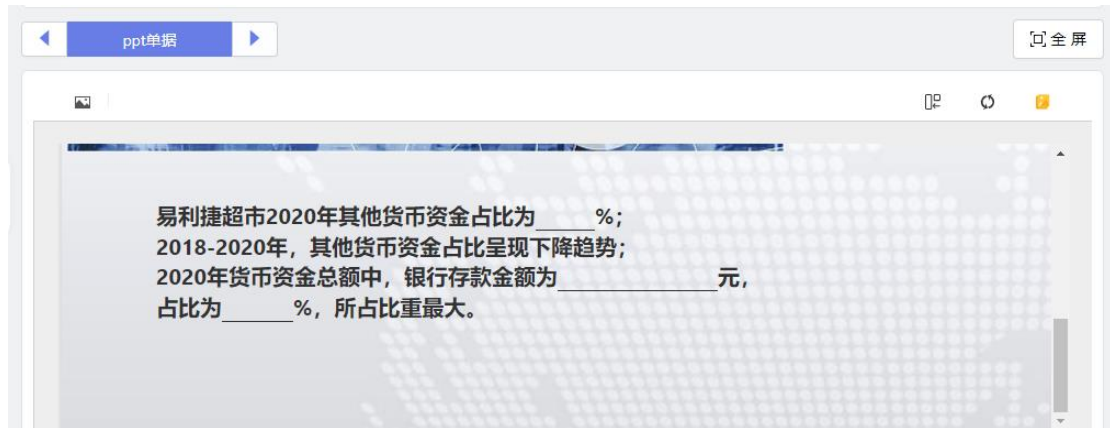 ppt单据
全屏
易利捷超市2020年其他货币资金占比为_____%;
2018-2020年，其他货币资金占比呈现下降趋势；
2020年货币资金总额中，银行存款金额为______________元，
占比为______%，所占比重最大。